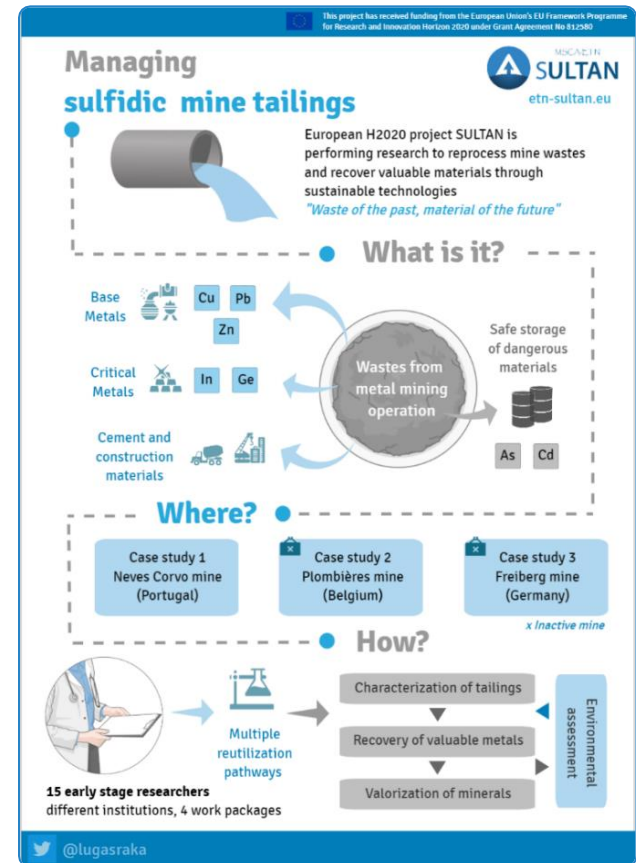 This project has received funding from the European Union's EU Framework Programme
for Research and Innovation Horizon 2020 under Grant Agreement No 812580
Managing
sulfidic mine tailings
MSCA-ETN
SULTAN
etn-sultan.eu
European H2020 project SULTAN is
performing research to reprocess mine wastes
and recover valuable materials through
sustainable technologies
"Waste of the past, material of the future"
What is it?
Base
Metals
Cu
Pb
Zn
Critical
Metals
In
Ge
Cement and
construction
materials
Wastes from
metal mining
operation
Safe storage
of dangerous
materials
As
Cd
Where?
Case study 1
Neves Corvo mine
(Portugal)
Case study 2
Plombières mine
(Belgium)
Case study 3
Freiberg mine
(Germany)
x Inactive mine
How?
Multiple
reutilization
pathways
Characterization of tailings
Recovery of valuable metals
Valorization of minerals
Environmental
assessment
15 early stage researchers
different institutions, 4 work packages
@lugasraka